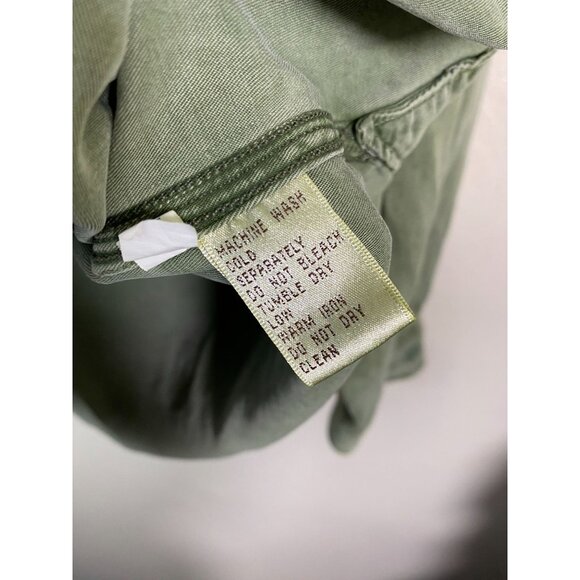 MACHINE WASH
COLD
SEPARATELY
DO NOT BLEACH
TUMBLE DRY
LOW
WARM IRON
DO NOT DRY
CLEAN